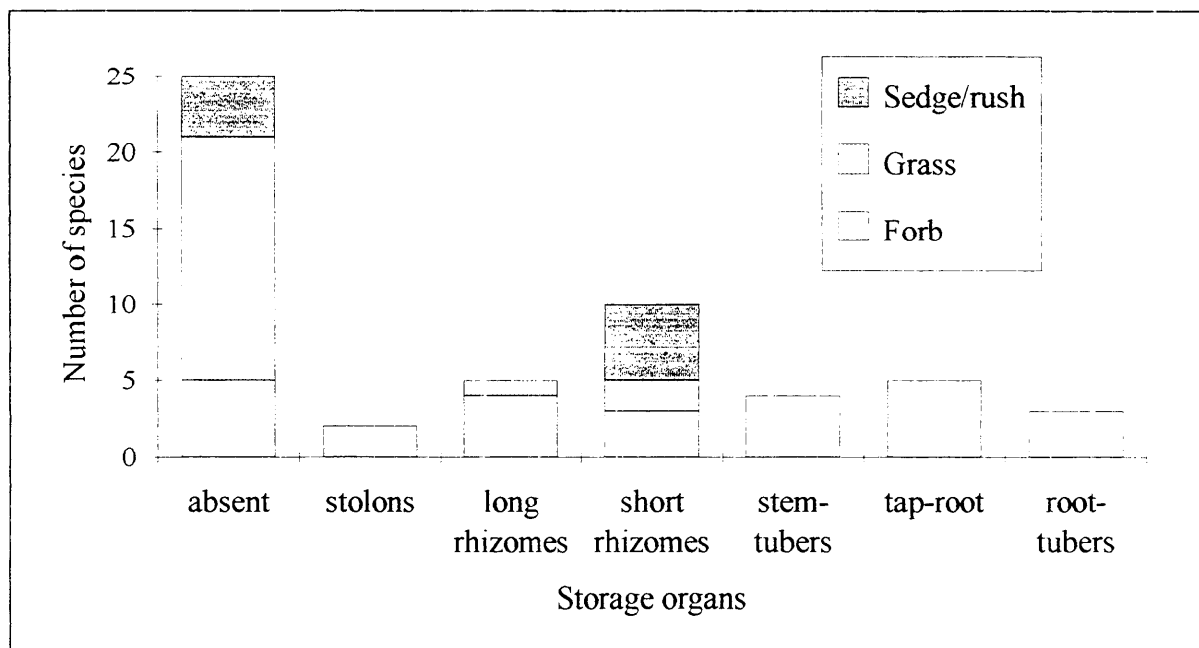 Number of species
25
20
15
10
5
0
Sedge/rush
Grass
Forb
absent
stolons
long
rhizomes
short
rhizomes
stem-
tubers
tap-root
root-
tubers
Storage organs